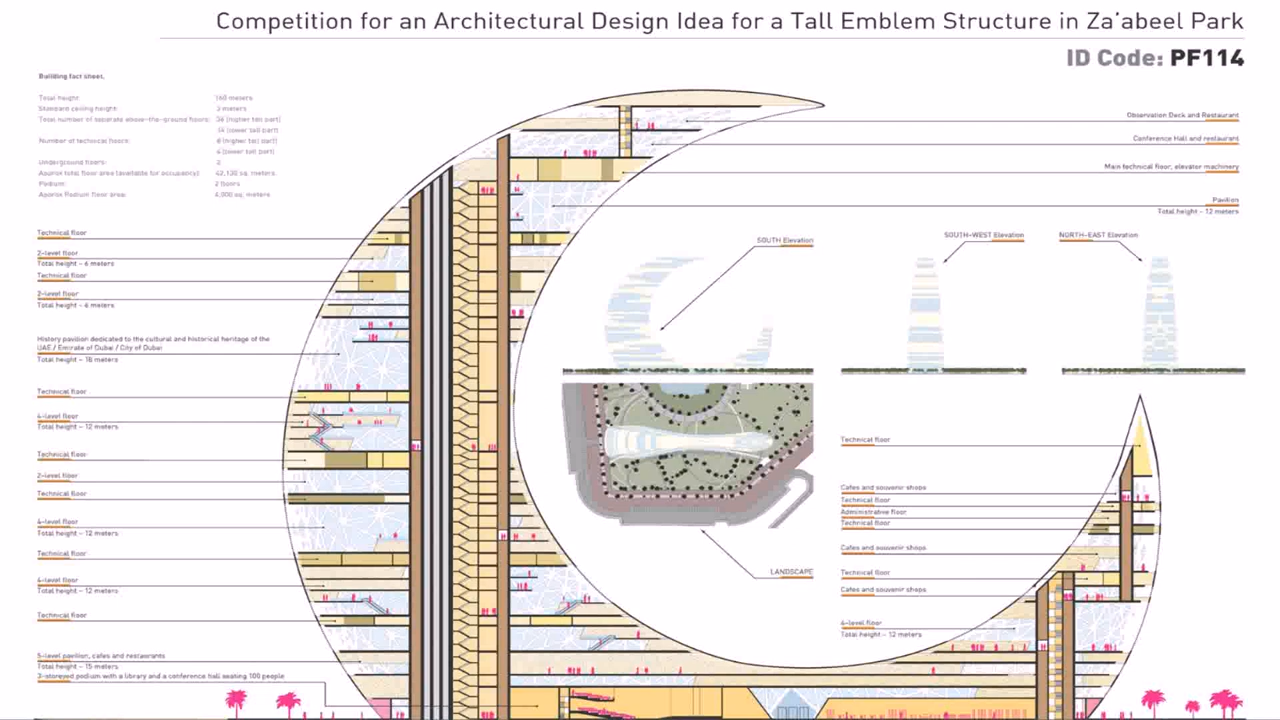 Competition for an Architectural Design Idea for a Tall Emblem Structure in Za'abeel Park
ID Code: PF114
Building fact sheet.
Total height: 160 meters
Standard ceiling height: 3 meters
Total number of separate above-the-ground floors: 38 (higher tall part)
14 (lower tall part)
Number of technical floors: 8 (higher tall part)
4 (lower tall part)
Underground floors: 2
Approx total floor area (available for occupancy): 42,130 sq. meters
Podium: 2 floors
Approx Podium floor area: 4,000 sq. meters
Technical floor
2-level floor
Total height - 6 meters
Technical floor
2-level floor
Total height - 6 meters
History pavilion dedicated to the cultural and historical heritage of the
UAE / Emirate of Dubai / City of Dubai
Total height - 18 meters
Technical floor
4-level floor
Total height - 12 meters
Technical floor
2-level floor
Technical floor
4-level floor
Total height - 12 meters
Technical floor
4-level floor
Total height - 12 meters
Technical floor
5-level pavilion, cafes and restaurants
Total height - 15 meters
3-storeyed podium with a library and a conference hall seating 100 people
Observation Deck and Restaurant
Conference Hall and restaurant
Main technical floor, elevator machinery
Pavilion
Total height - 12 meters
SOUTH Elevation
SOUTH-WEST Elevation
NORTH-EAST Elevation
LANDSCAPE
Technical floor
Cafes and souvenir shops
Technical floor
Administrative floor
Technical floor
Cafes and souvenir shops
Technical floor
Cafes and souvenir shops
4-level floor
Total height - 12 meters